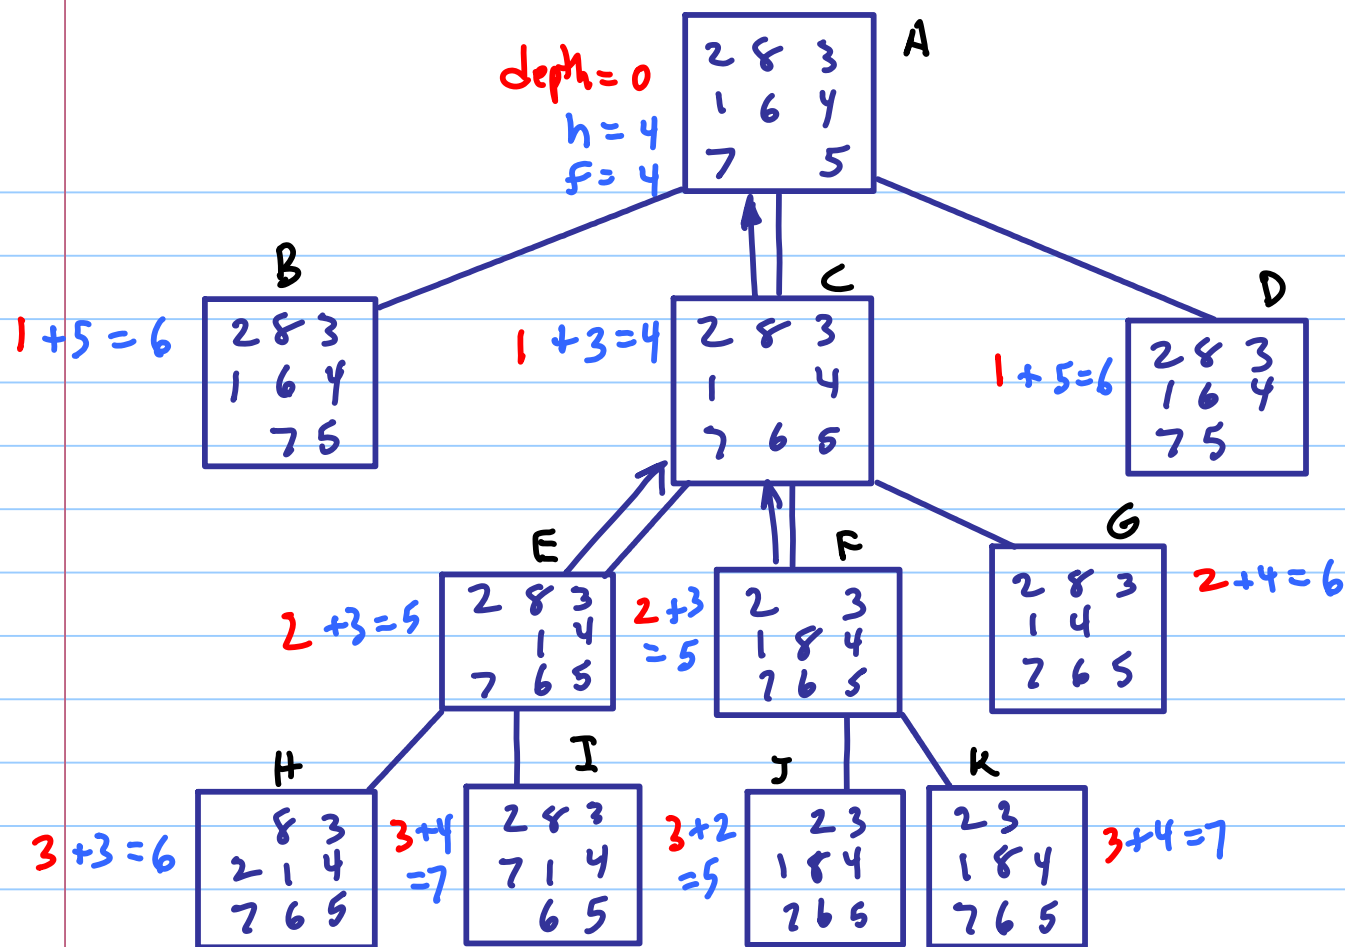 A
depth = 0
h = 4
f = 4
2 8 3
1 6 4
7 5
B
1 + 5 = 6
2 8 3
1 6 4
7 5
C
1 + 3 = 4
2 8 3
1 4
7 6 5
D
1 + 5 = 6
2 8 3
1 6 4
7 5
E
2 + 3 = 5
2 8 3
1 4
7 6 5
F
2 + 3
= 5
2 3
1 8 4
7 6 5
G
2 + 4 = 6
2 8 3
1 4
7 6 5
H
3 + 3 = 6
8 3
2 1 4
7 6 5
I
3 + 4
= 7
2 8 3
7 1 4
6 5
J
3 + 2
= 5
2 3
1 8 4
7 6 5
K
3 + 4 = 7
2 3
1 8 4
7 6 5